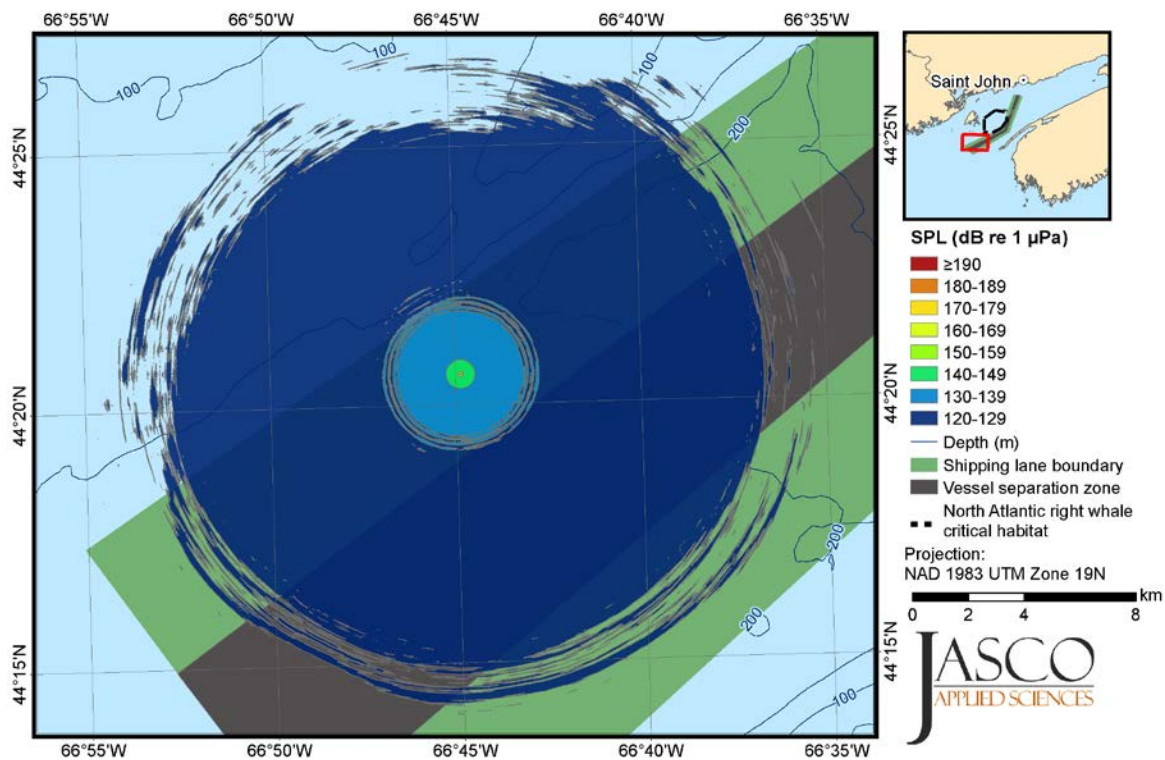 66°55'W 66°50'W 66°45'W 66°40'W 66°35'W
100
100
100
200
44°25'N
44°25'N
44°20'N
44°20'N
44°15'N
44°15'N
200
200
100
66°55'W 66°50'W 66°45'W 66°40'W 66°35'W
Saint John
SPL (dB re 1 µPa)
≥190
180-189
170-179
160-169
150-159
140-149
130-139
120-129
Depth (m)
Shipping lane boundary
Vessel separation zone
North Atlantic right whale
critical habitat
Projection:
NAD 1983 UTM Zone 19N
km
0 2 4 8
JASCO
APPLIED SCIENCES